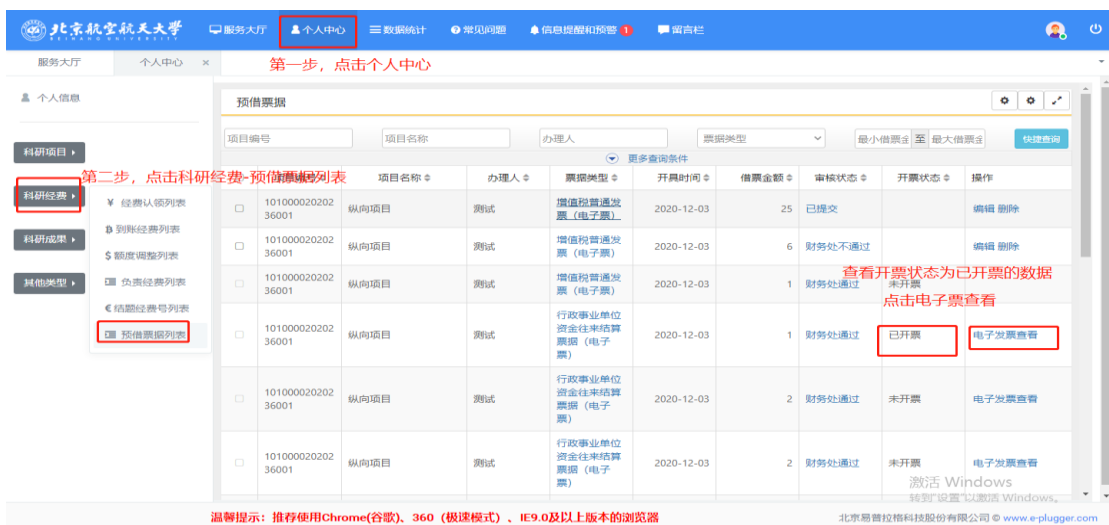 北京航空航天大学
BEIHANG UNIVERSITY
服务大厅 个人中心 数据统计 常见问题 信息提醒和预警 1 留言栏
服务大厅 个人中心 ×
第一步，点击个人中心
个人信息
预借票据
项目编号 项目名称 办理人 票据类型 最小借票金 至 最大借票金 快捷查询
更多查询条件
科研项目
第二步，点击科研经费-预借票据列表
项目名称 办理人 票据类型 开具时间 借票金额 审核状态 开票状态 操作
科研经费
¥ 经费认领列表
到账经费列表
$ 额度调整列表
负责经费列表
€ 结题经费号列表
预借票据列表
科研成果
其他类型
101000020202
36001
纵向项目 测试
增值税普通发
票（电子票）
2020-12-03 25 已提交 编辑 删除
101000020202
36001
纵向项目 测试
增值税普通发
票（电子票）
2020-12-03 6 财务处不通过 编辑 删除
查看开票状态为已开票的数据
101000020202
36001
纵向项目 测试
增值税普通发
票（电子票）
2020-12-03 1 财务处通过 未开票
点击电子票查看
101000020202
36001
纵向项目 测试
行政事业单位
资金往来结算
票据（电子
票）
2020-12-03 1 财务处通过 已开票 电子发票查看
101000020202
36001
纵向项目 测试
行政事业单位
资金往来结算
票据（电子
票）
2020-12-03 2 财务处通过 未开票 电子发票查看
101000020202
36001
纵向项目 测试
行政事业单位
资金往来结算
票据（电子
票）
2020-12-03 2 财务处通过 未开票 电子发票查看
激活 Windows
转到"设置"以激活 Windows。
温馨提示：推荐使用Chrome(谷歌)、360（极速模式）、IE9.0及以上版本的浏览器
北京易普拉格科技股份有限公司 © www.e-plugger.com